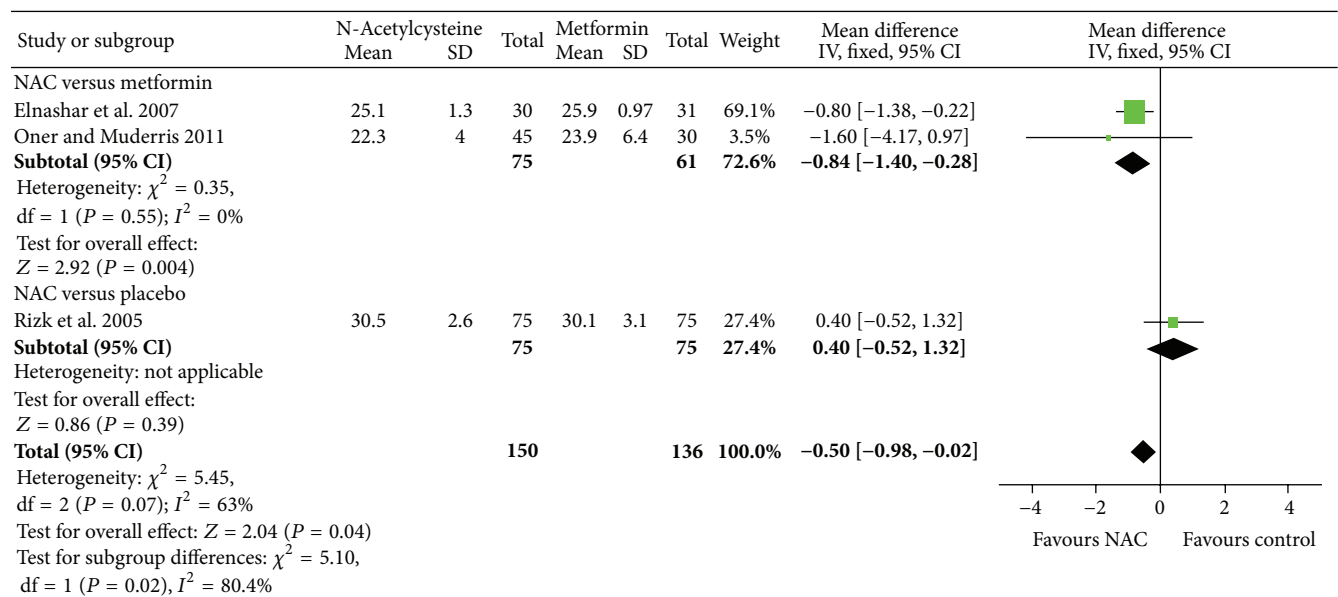 Study or subgroup N-Acetylcysteine Total Metformin Total Weight Mean difference Mean difference
Mean SD Mean SD IV, fixed, 95% CI IV, fixed, 95% CI
NAC versus metformin
Elnashar et al. 2007 25.1 1.3 30 25.9 0.97 31 69.1% −0.80 [−1.38, −0.22]
Oner and Muderris 2011 22.3 4 45 23.9 6.4 30 3.5% −1.60 [−4.17, 0.97]
Subtotal (95% CI) 75 61 72.6% −0.84 [−1.40, −0.28]
Heterogeneity: χ² = 0.35,
df = 1 (P = 0.55); I² = 0%
Test for overall effect:
Z = 2.92 (P = 0.004)
NAC versus placebo
Rizk et al. 2005 30.5 2.6 75 30.1 3.1 75 27.4% 0.40 [−0.52, 1.32]
Subtotal (95% CI) 75 75 27.4% 0.40 [−0.52, 1.32]
Heterogeneity: not applicable
Test for overall effect:
Z = 0.86 (P = 0.39)
Total (95% CI) 150 136 100.0% −0.50 [−0.98, −0.02]
Heterogeneity: χ² = 5.45,
df = 2 (P = 0.07); I² = 63%
Test for overall effect: Z = 2.04 (P = 0.04)
Test for subgroup differences: χ² = 5.10,
df = 1 (P = 0.02), I² = 80.4%
−4 −2 0 2 4
Favours NAC Favours control